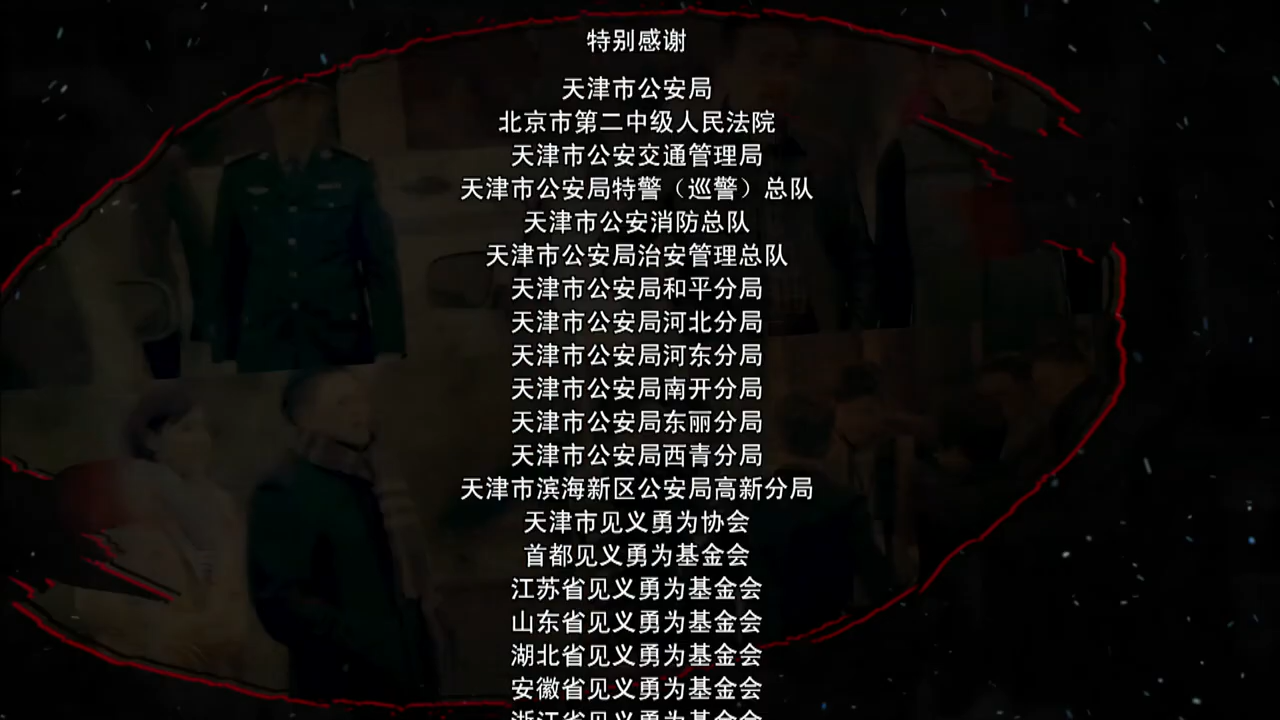 特别感谢
天津市公安局
北京市第二中级人民法院
天津市公安交通管理局
天津市公安局特警（巡警）总队
天津市公安消防总队
天津市公安局治安管理总队
天津市公安局和平分局
天津市公安局河北分局
天津市公安局河东分局
天津市公安局南开分局
天津市公安局东丽分局
天津市公安局西青分局
天津市滨海新区公安局高新分局
天津市见义勇为协会
首都见义勇为基金会
江苏省见义勇为基金会
山东省见义勇为基金会
湖北省见义勇为基金会
安徽省见义勇为基金会
浙江省见义勇为基金会